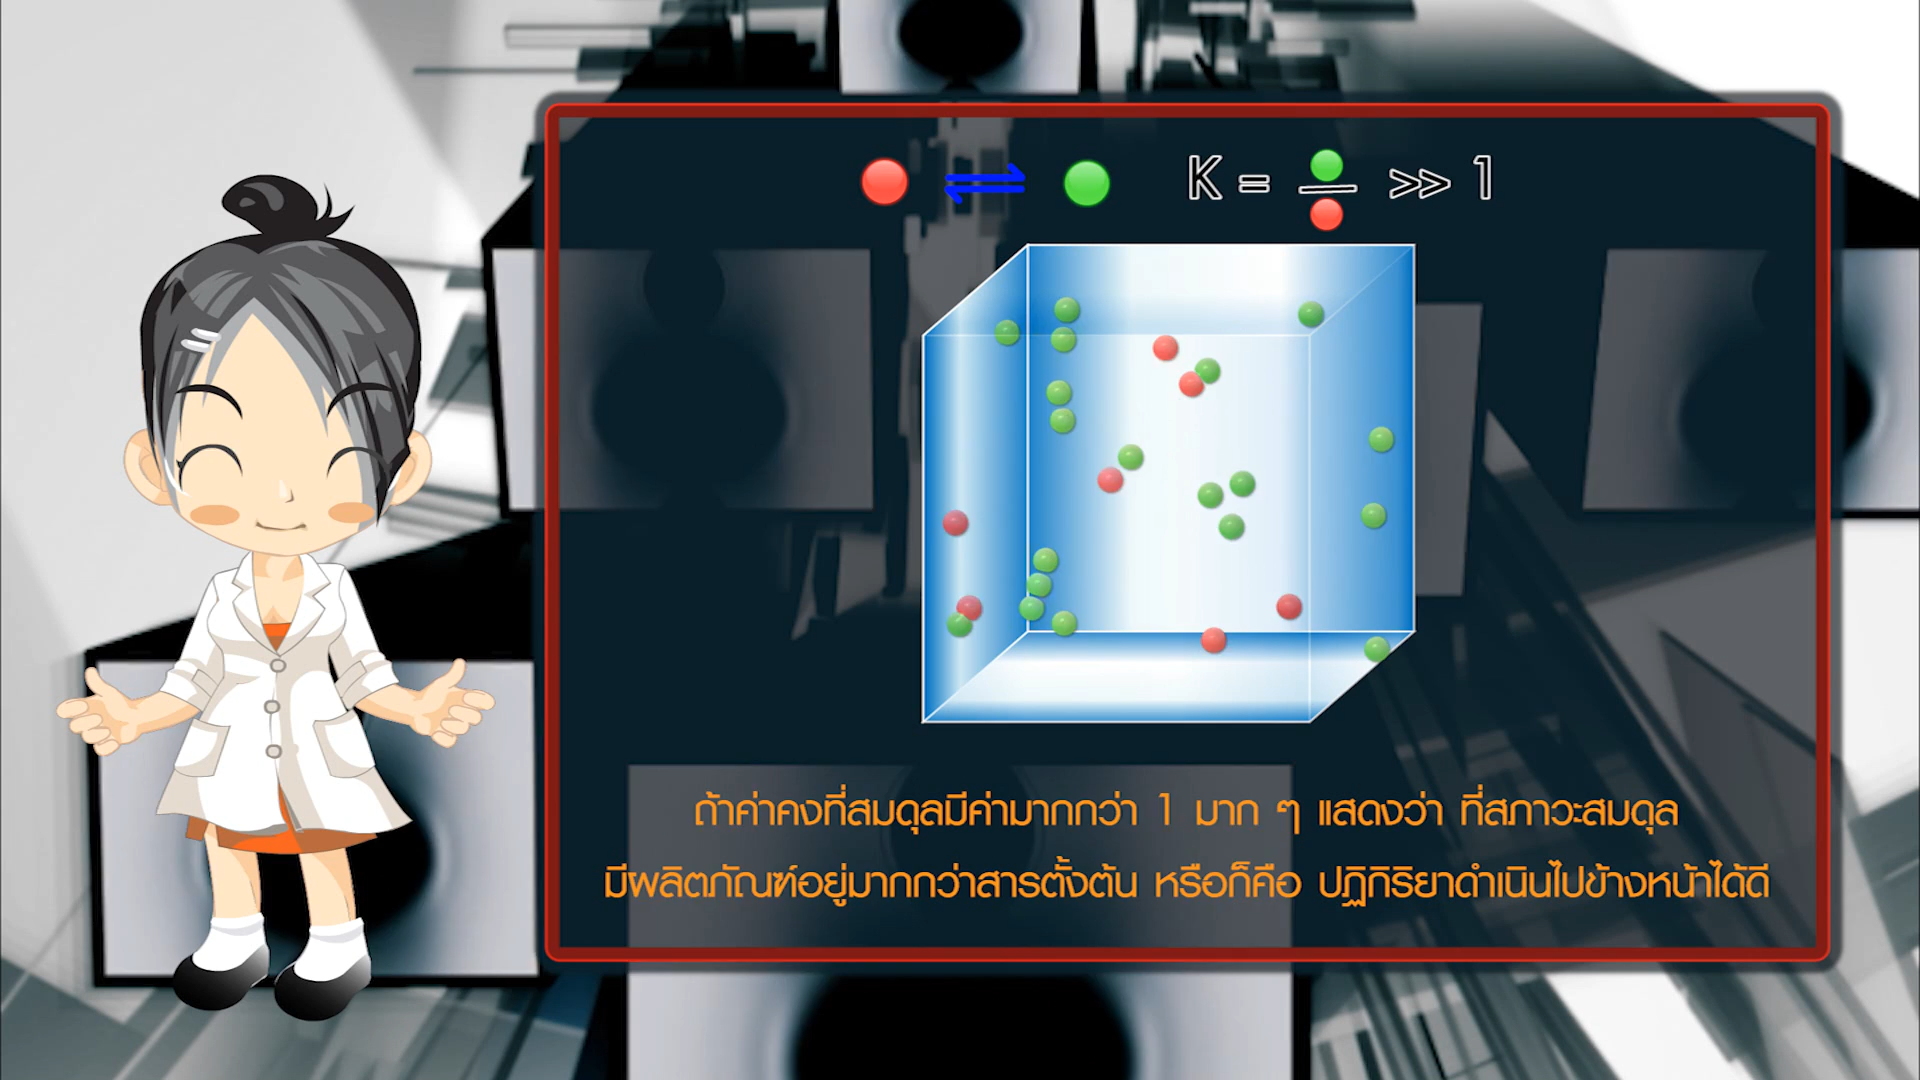 K = — >> 1
ถ้าค่าคงที่สมดุลมีค่ามากกว่า 1 มาก ๆ แสดงว่า ที่สภาวะสมดุล
มีผลิตภัณฑ์อยู่มากกว่าสารตั้งต้น หรือก็คือ ปฏิกิริยาดำเนินไปข้างหน้าได้ดี